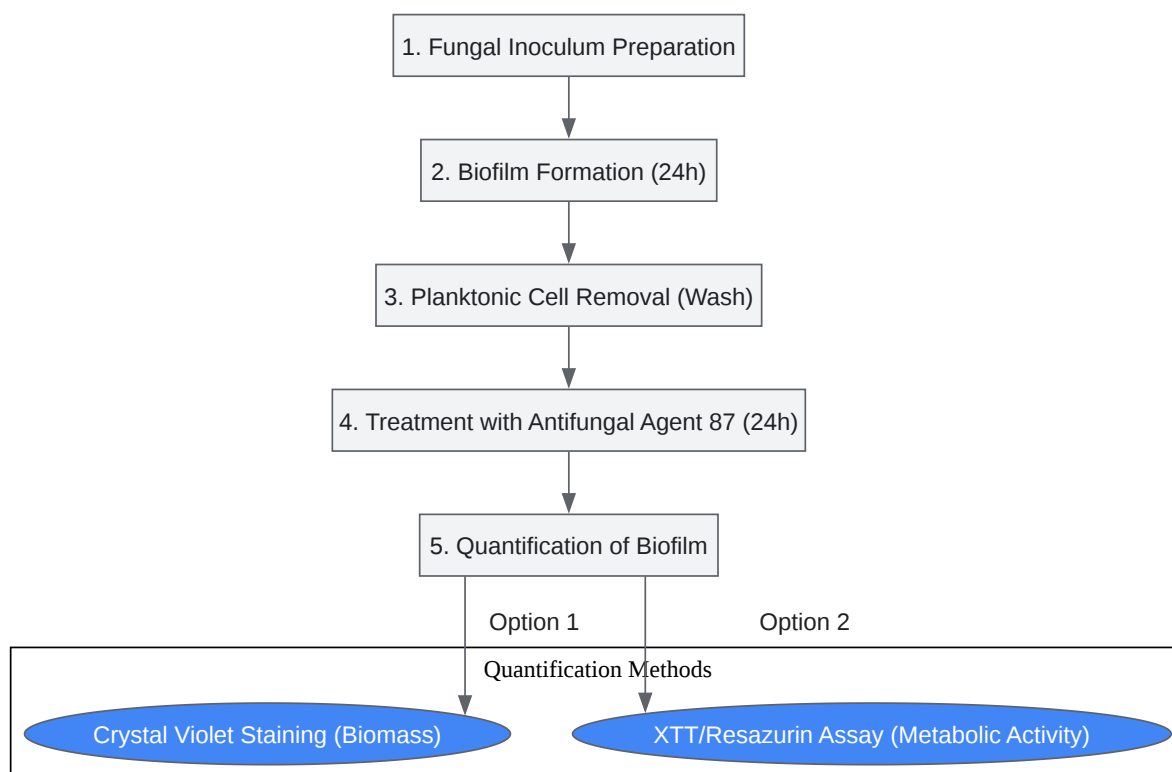 1. Fungal Inoculum Preparation
2. Biofilm Formation (24h)
3. Planktonic Cell Removal (Wash)
4. Treatment with Antifungal Agent 87 (24h)
5. Quantification of Biofilm
Option 1
Option 2
Quantification Methods
Crystal Violet Staining (Biomass)
XTT/Resazurin Assay (Metabolic Activity)